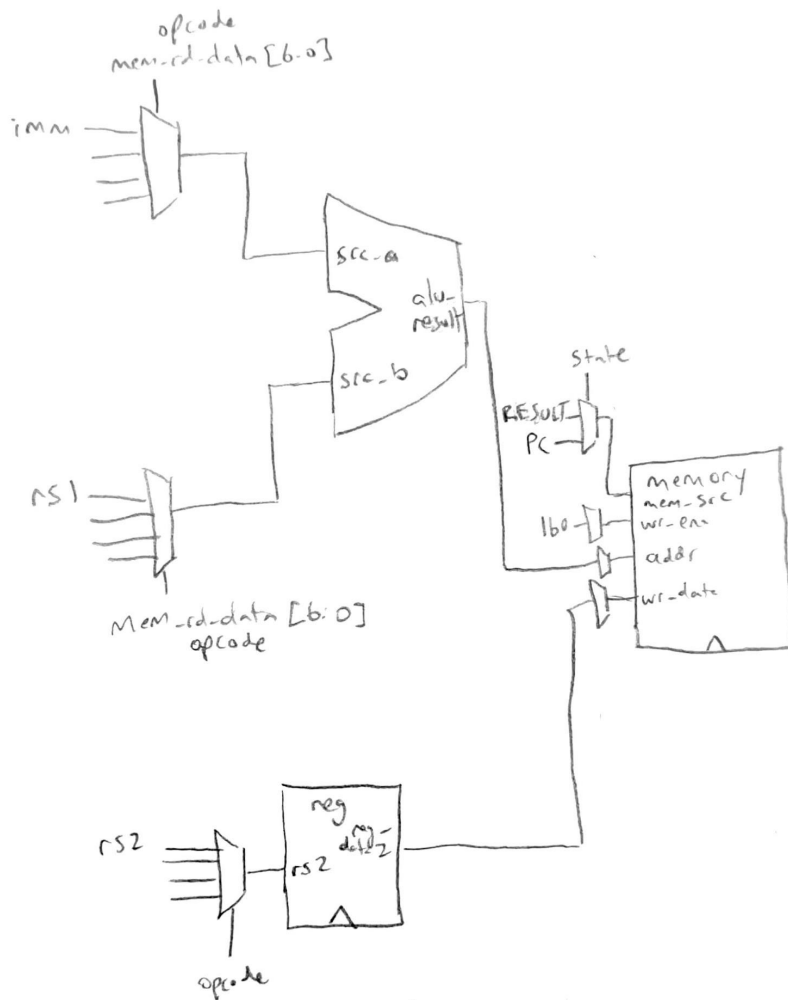 opcode
mem-rd-data [6:0]
imm
src-a
alu-
result
src-b
state
RESULT
PC
memory
mem-src
1b0
wr-en
addr
wr-data
rs1
mem-rd-data [6:0]
opcode
reg
reg-
data-2
rs2
rs2
opcode